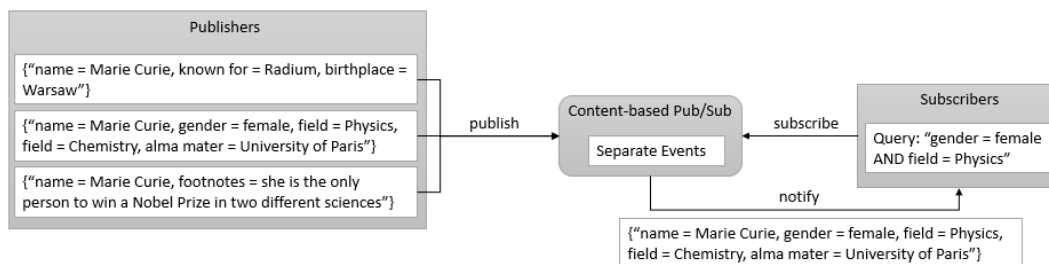 Publishers
{“name = Marie Curie, known for = Radium, birthplace =
Warsaw”}
{“name = Marie Curie, gender = female, field = Physics,
field = Chemistry, alma mater = University of Paris”}
{“name = Marie Curie, footnotes = she is the only
person to win a Nobel Prize in two different sciences”}
publish
Content-based Pub/Sub
Separate Events
subscribe
Subscribers
Query: “gender = female
AND field = Physics”
notify
{“name = Marie Curie, gender = female, field = Physics,
field = Chemistry, alma mater = University of Paris”}